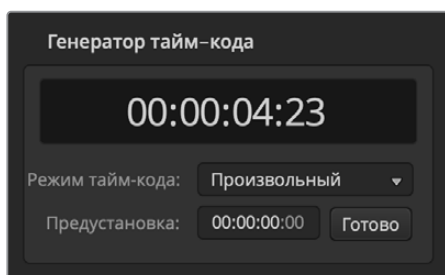 Генератор тайм–кода
00:00:04:23
Режим тайм-кода: Произвольный
Предустановка: 00:00:00:00 Готово